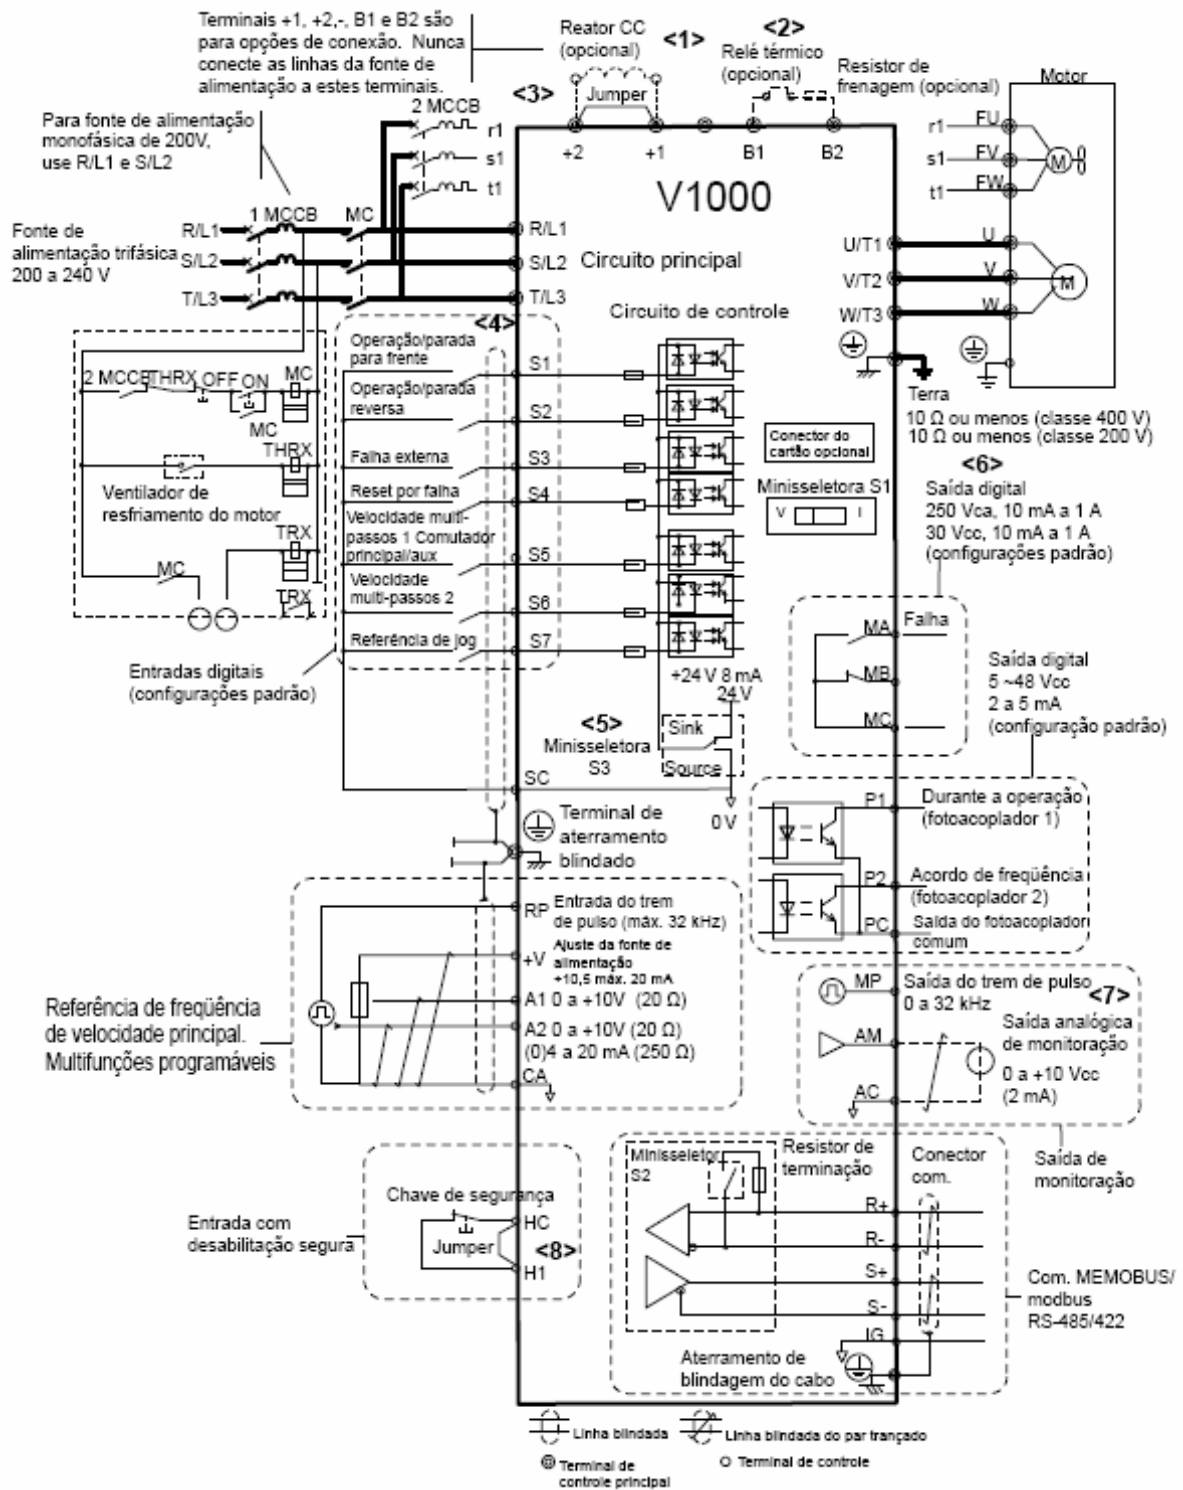 Terminais +1, +2,-, B1 e B2 são
para opções de conexão. Nunca
conecte as linhas da fonte de
alimentação a estes terminais.
Reator CC
(opcional)
<1>
<2>
Relé térmico
(opcional)
Resistor de
frenagem (opcional)
Motor
<3>
Jumper
2 MCCB
r1
s1
t1
+2
+1
B1
B2
r1
s1
t1
FU
FV
FW
M
Para fonte de alimentação
monofásica de 200V,
use R/L1 e S/L2
V1000
1 MCCB
MC
Fonte de
alimentação trifásica
200 a 240 V
R/L1
S/L2
T/L3
R/L1
S/L2
T/L3
Circuito principal
Circuito de controle
U/T1
V/T2
W/T3
U
V
W
M
Terra
10 Ω ou menos (classe 400 V)
10 Ω ou menos (classe 200 V)
<4>
2 MCCB
THRX
OFF
ON
MC
MC
THRX
Ventilador de
resfriamento do motor
TRX
MC
TRX
Operação/parada
para frente
S1
Operação/parada
reversa
S2
Falha externa
S3
Reset por falha
S4
Velocidade multi-
passos 1 Comutador
principal/aux
S5
Velocidade
multi-passos 2
S6
Referência de jog
S7
Entradas digitais
(configurações padrão)
Conector do
cartão opcional
Minisseletora S1
V
I
<6>
Saída digital
250 Vca, 10 mA a 1 A
30 Vcc, 10 mA a 1 A
(configurações padrão)
MA
Falha
MB
MC
Saída digital
5 ~48 Vcc
2 a 5 mA
(configuração padrão)
+24 V 8 mA
24 V
<5>
Minisseletora
S3
Sink
Source
SC
0 V
Terminal de
aterramento
blindado
P1
Durante a operação
(fotoacoplador 1)
P2
Acordo de freqüência
(fotoacoplador 2)
PC
Saída do fotoacoplador
comum
Referência de freqüência
de velocidade principal.
Multifunções programáveis
RP
Entrada do trem
de pulso (máx. 32 kHz)
+V
Ajuste da fonte de
alimentação
+10,5 máx. 20 mA
A1 0 a +10V (20 Ω)
A2 0 a +10V (20 Ω)
(0)4 a 20 mA (250 Ω)
CA
MP
Saída do trem de pulso
0 a 32 kHz
<7>
AM
Saída analógica
de monitoração
0 a +10 Vcc
(2 mA)
AC
Saída de
monitoração
Entrada com
desabilitação segura
Chave de segurança
Jumper
HC
<8>
H1
Minisseletor
S2
Resistor de
terminação
Conector
com.
R+
R-
S+
S-
IG
Com. MEMOBUS/
modbus
RS-485/422
Aterramento de
blindagem do cabo
Linha blindada
Linha blindada do par trançado
Terminal de
controle principal
Terminal de controle